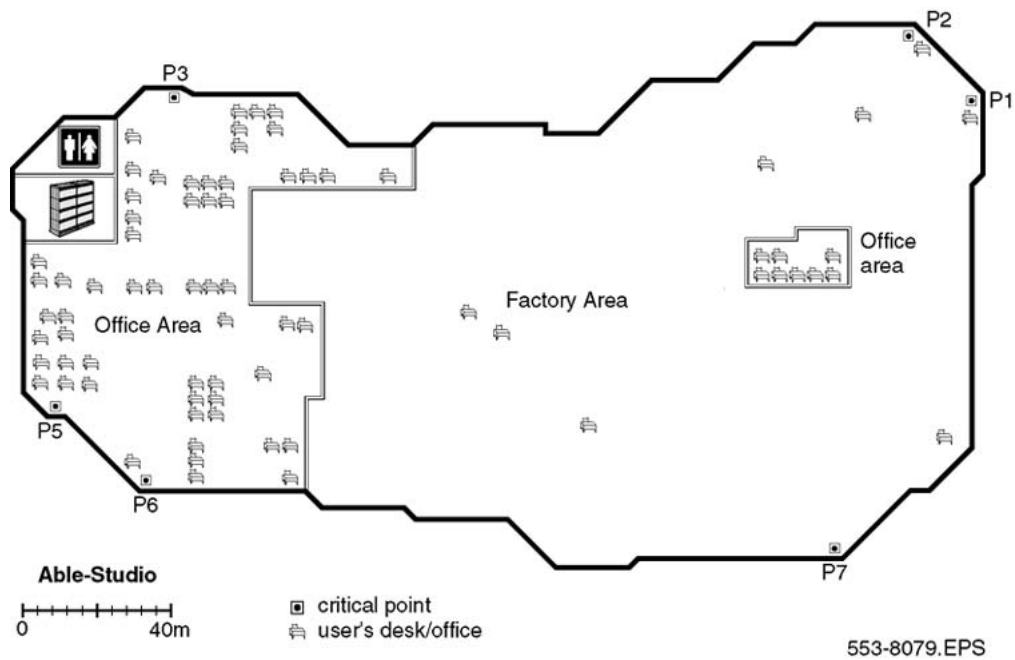 P2
P3
P1
Office
area
Factory Area
Office Area
P5
P6
P7
Able-Studio
0 40m
critical point
user's desk/office
553-8079.EPS